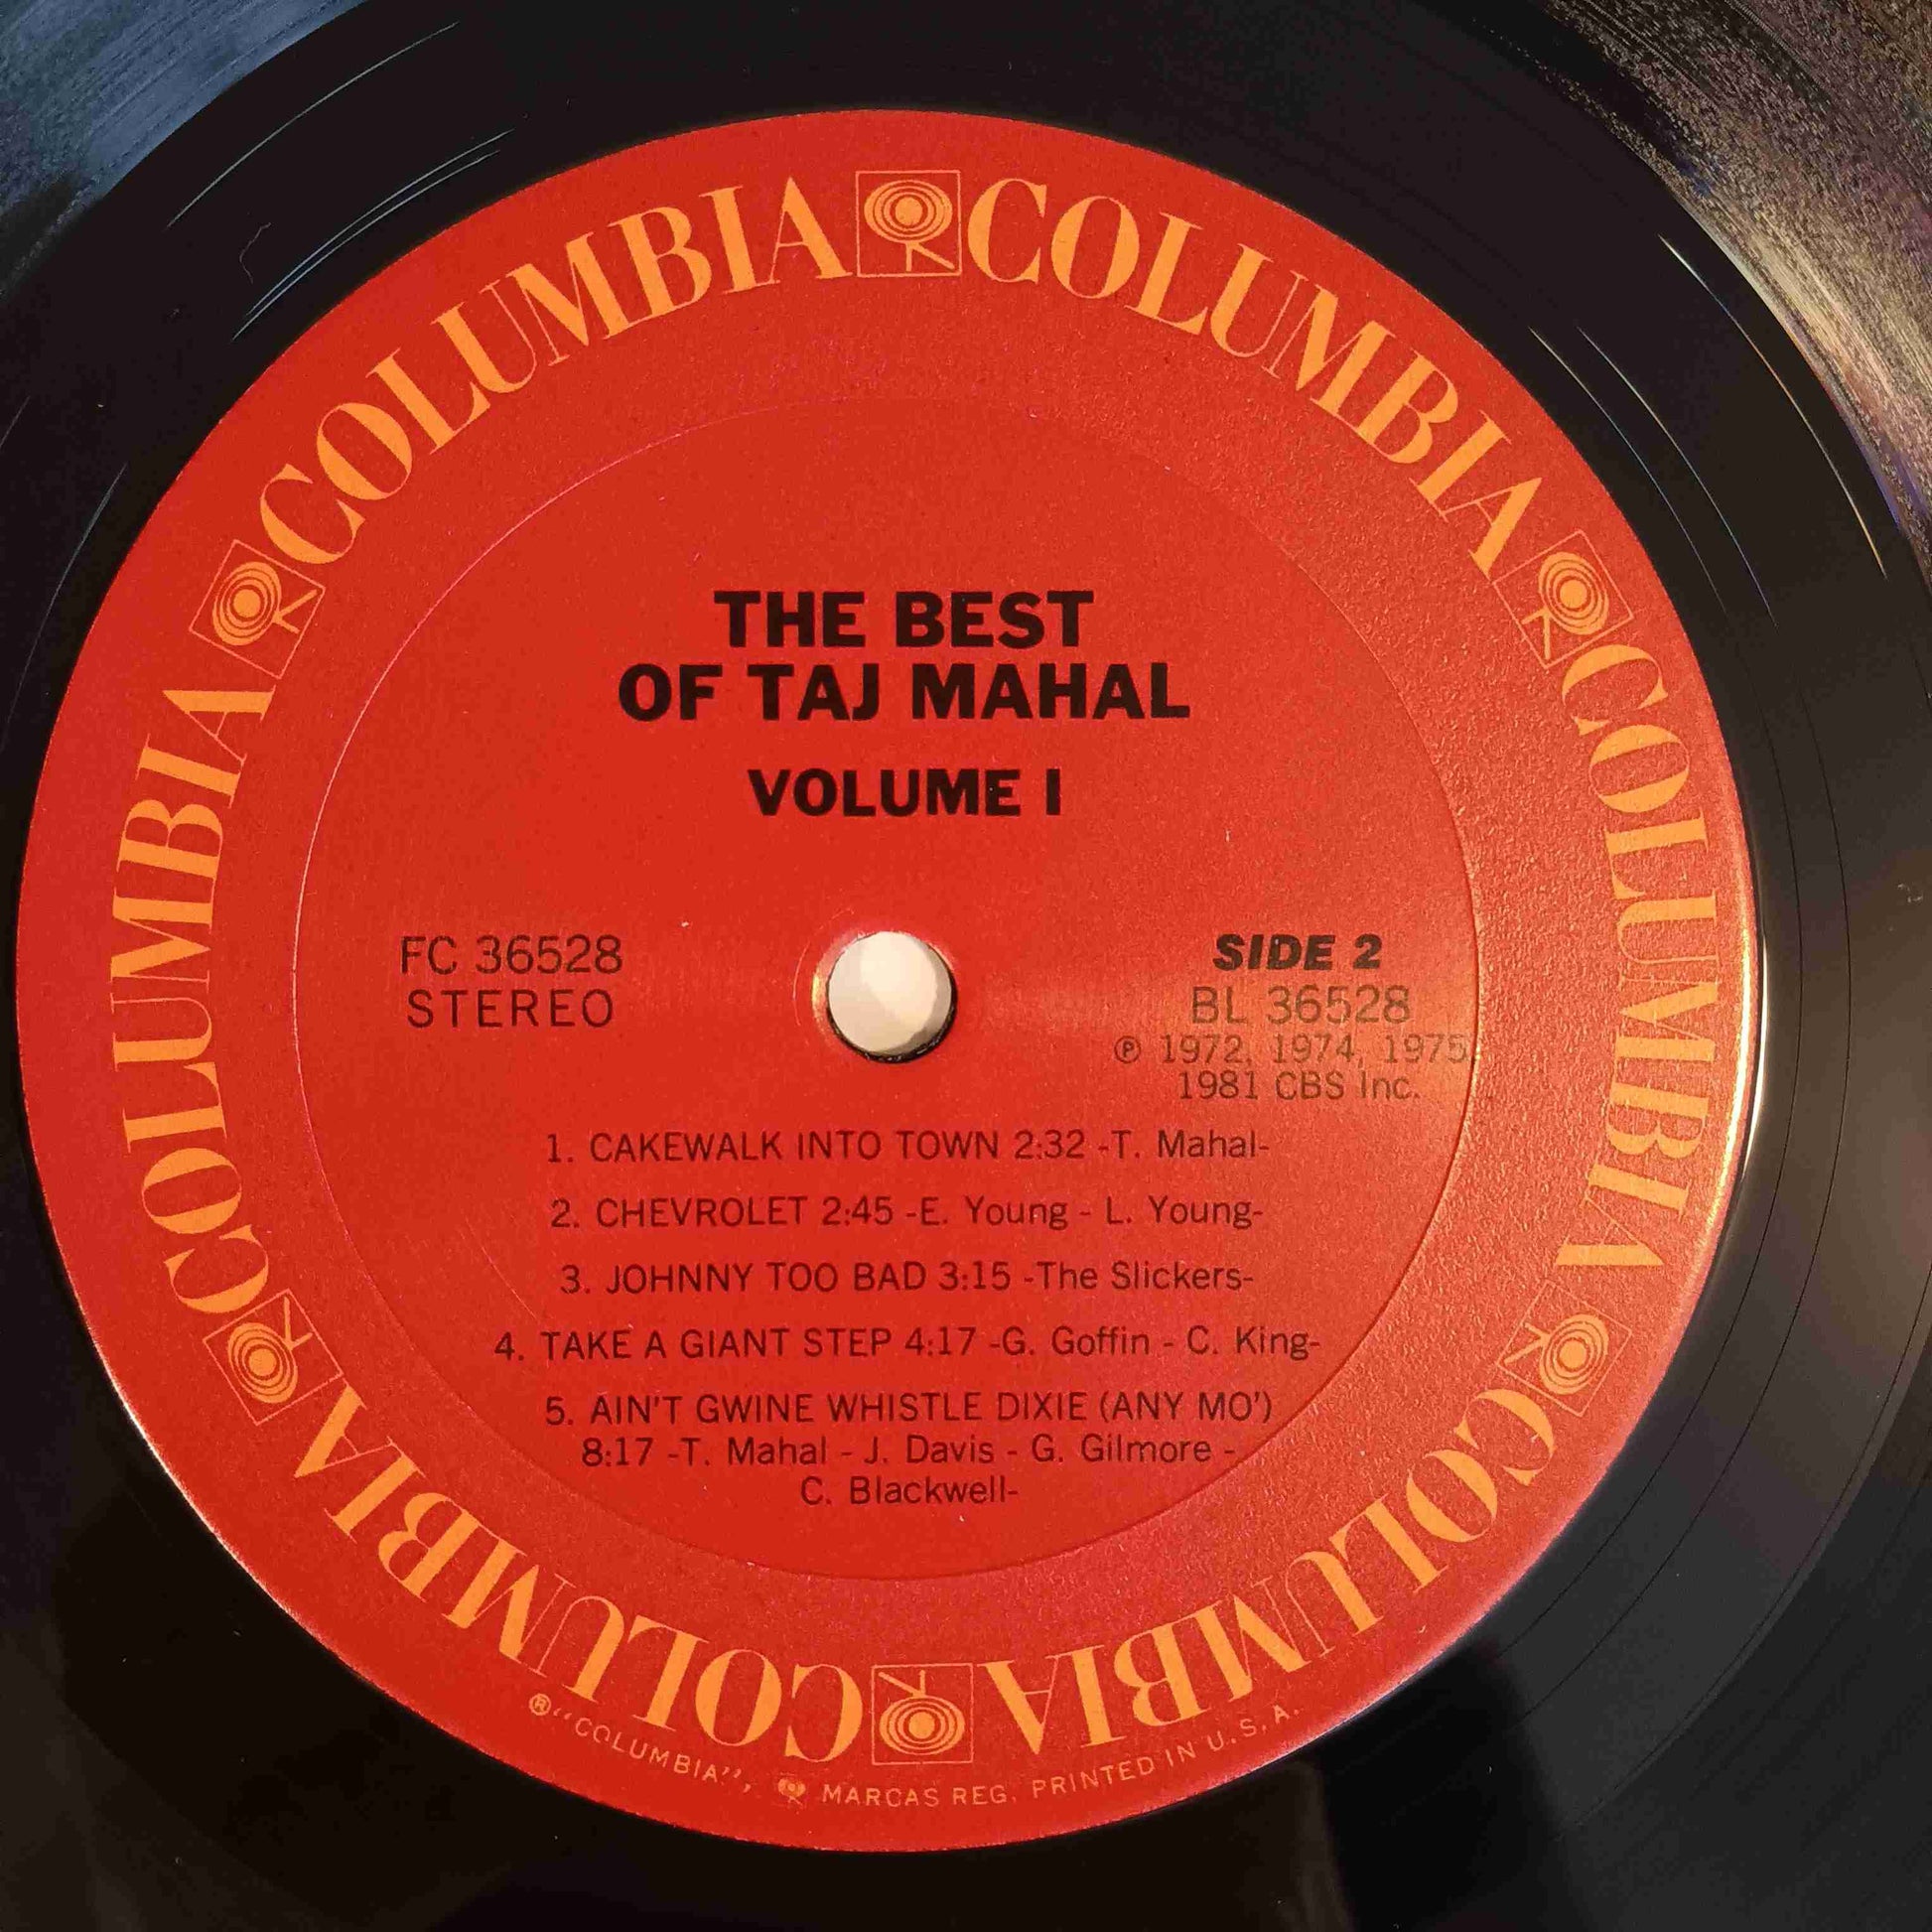 COLUMBIA COLUMBIA COLUMBIA COLUMBIA COLUMBIA COLUMBIA
THE BEST
OF TAJ MAHAL
VOLUME I
FC 36528
STEREO
SIDE 2
BL 36528
℗ 1972, 1974, 1975,
1981 CBS Inc.
1. CAKEWALK INTO TOWN 2:32 -T. Mahal-
2. CHEVROLET 2:45 -E. Young - L. Young-
3. JOHNNY TOO BAD 3:15 -The Slickers-
4. TAKE A GIANT STEP 4:17 -G. Goffin - C. King-
5. AIN'T GWINE WHISTLE DIXIE (ANY MO')
8:17 -T. Mahal - J. Davis - G. Gilmore -
C. Blackwell-
®"COLUMBIA", MARCAS REG. PRINTED IN U.S.A.